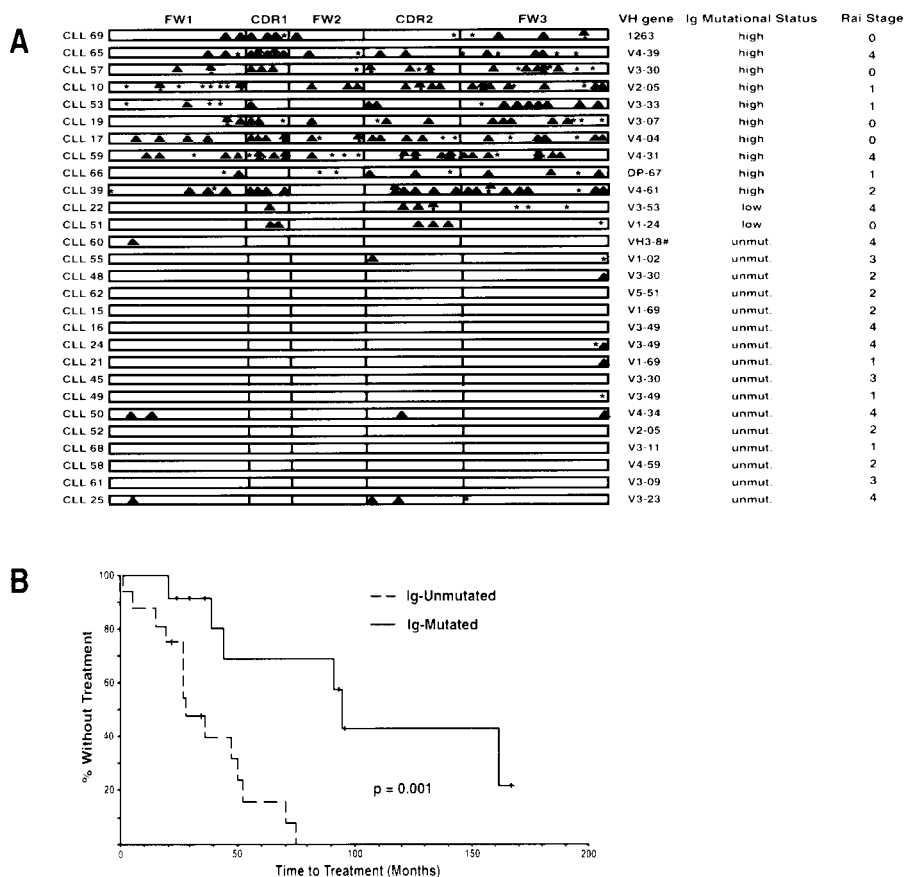 A
FW1 CDR1 FW2 CDR2 FW3 VH gene Ig Mutational Status Rai Stage
CLL 69 1263 high 0
CLL 65 V4-39 high 4
CLL 57 V3-30 high 0
CLL 10 V2-05 high 1
CLL 53 V3-33 high 1
CLL 19 V3-07 high 0
CLL 17 V4-04 high 0
CLL 59 V4-31 high 4
CLL 66 DP-67 high 1
CLL 39 V4-61 high 2
CLL 22 V3-53 low 4
CLL 51 V1-24 low 0
CLL 60 VH3-8# unmut. 4
CLL 55 V1-02 unmut. 3
CLL 48 V3-30 unmut. 2
CLL 62 V5-51 unmut. 2
CLL 15 V1-69 unmut. 2
CLL 16 V3-49 unmut. 4
CLL 24 V3-49 unmut. 4
CLL 21 V1-69 unmut. 1
CLL 45 V3-30 unmut. 3
CLL 49 V3-49 unmut. 1
CLL 50 V4-34 unmut. 4
CLL 52 V2-05 unmut. 2
CLL 68 V3-11 unmut. 1
CLL 58 V4-59 unmut. 2
CLL 61 V3-09 unmut. 3
CLL 25 V3-23 unmut. 4
B
% Without Treatment
100
80
60
40
20
Ig-Unmutated
Ig-Mutated
p = 0.001
0 50 100 150 200
Time to Treatment (Months)